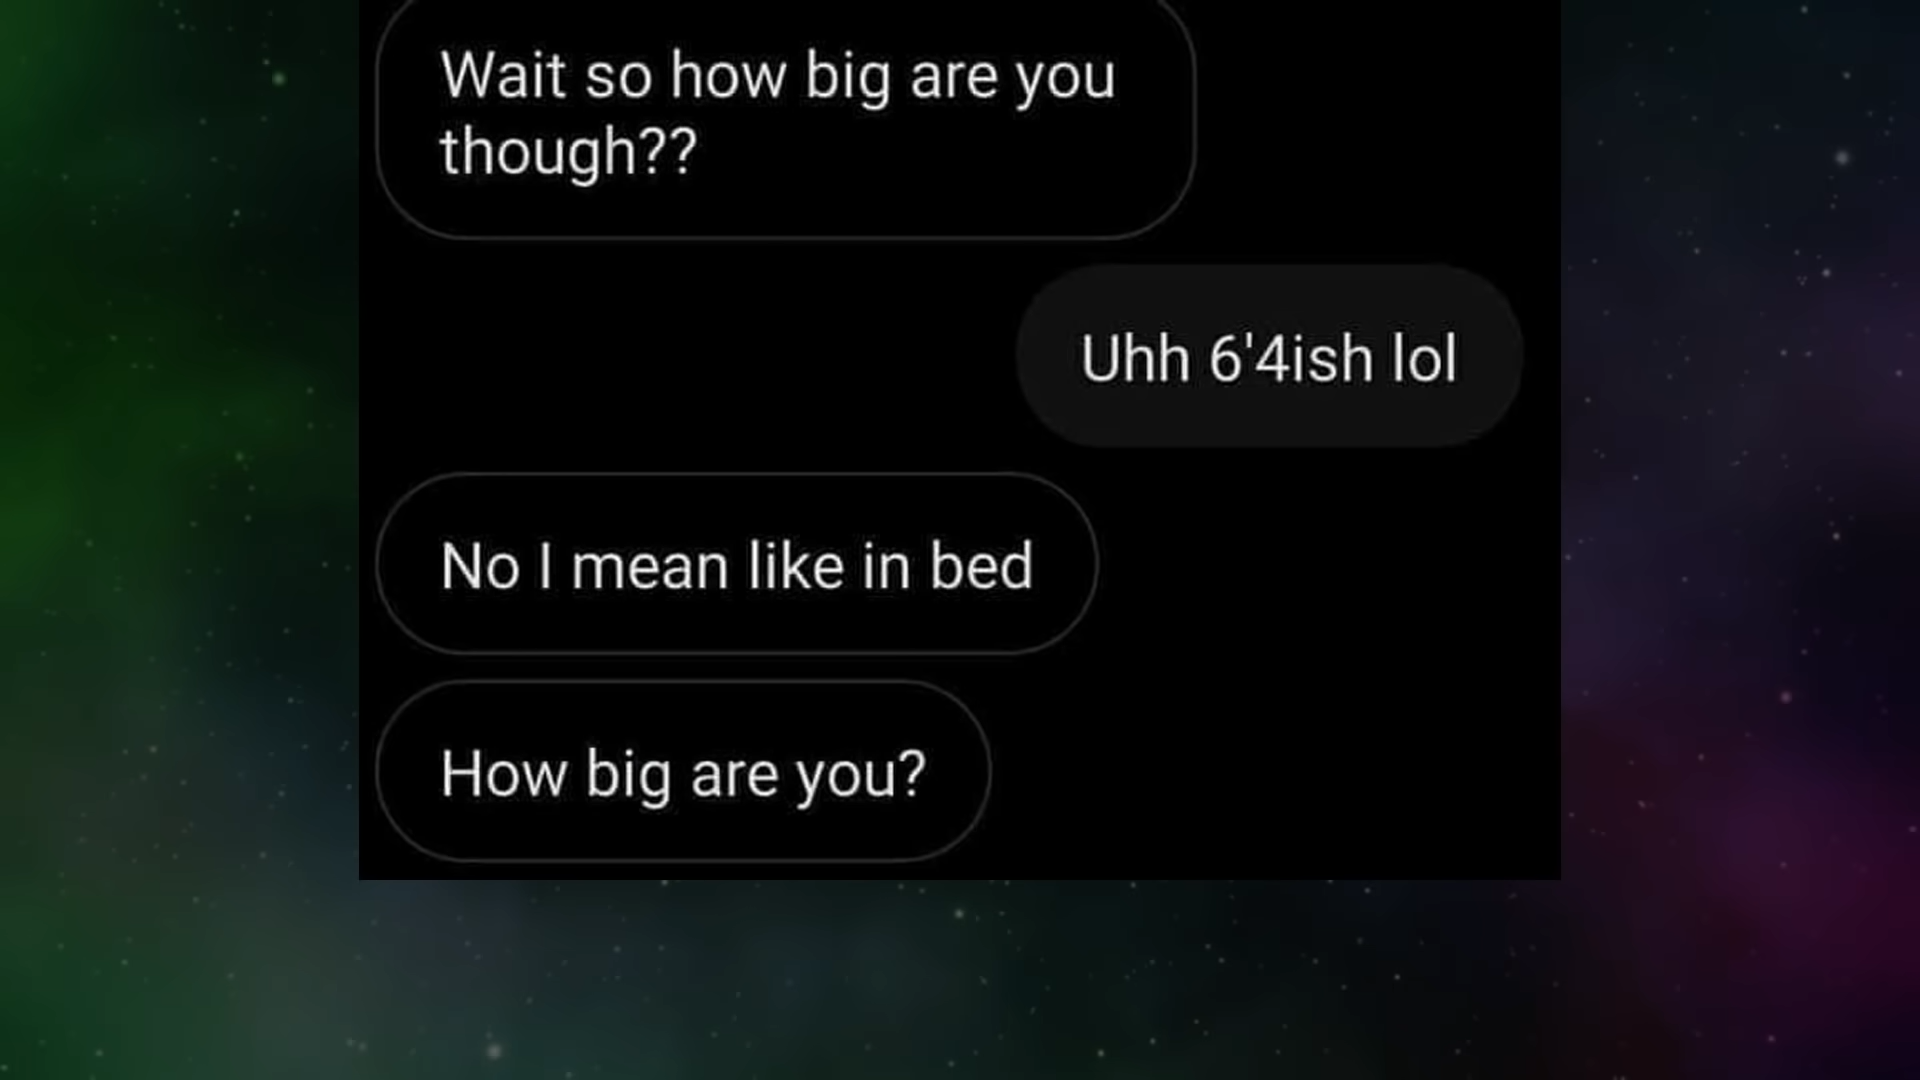 Wait so how big are you
though??
Uhh 6'4ish lol
No I mean like in bed
How big are you?